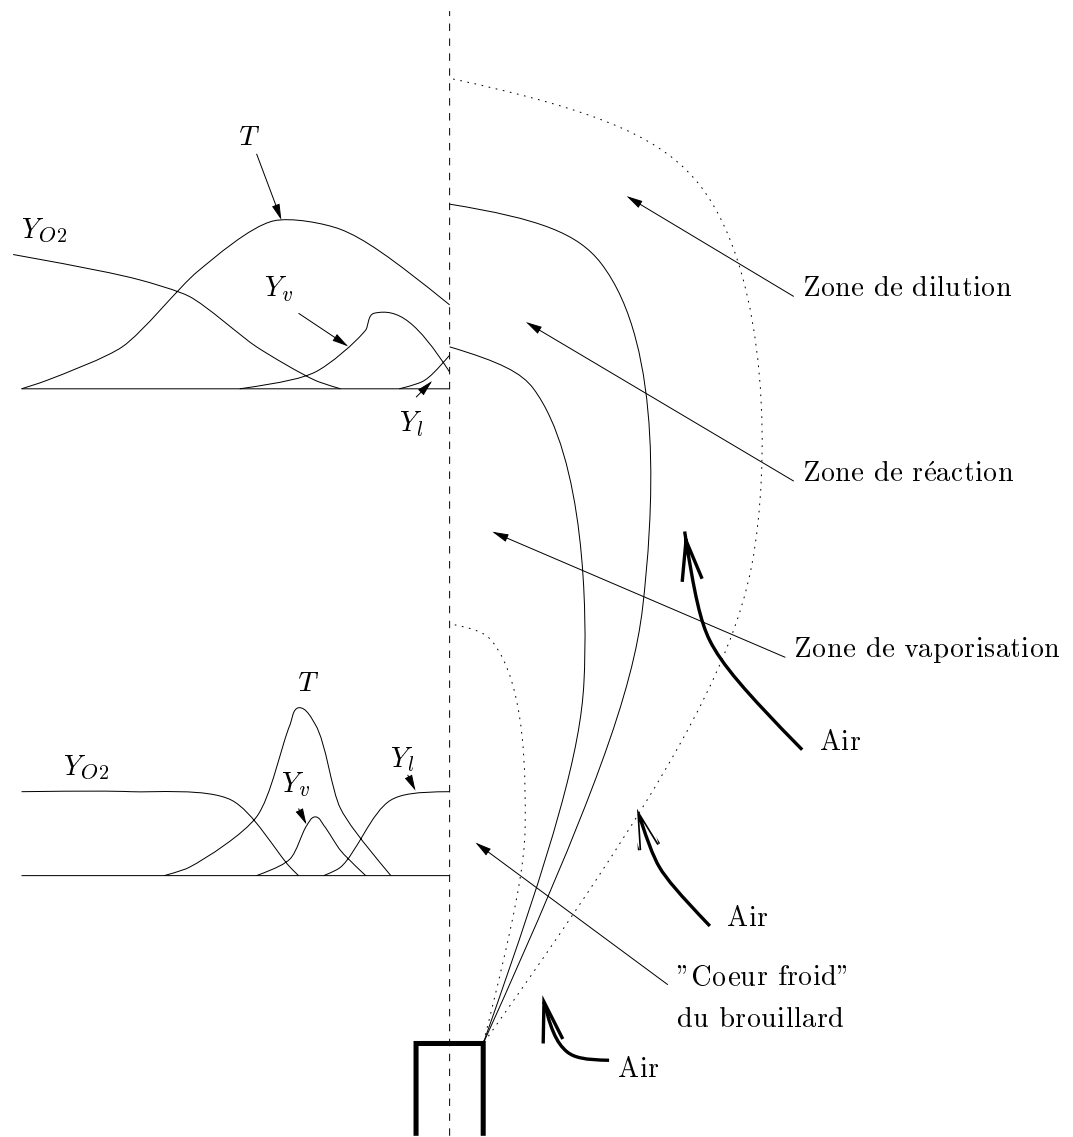 T
Y_{O2}
Y_v
Zone de dilution
Y_l
Zone de réaction
Zone de vaporisation
T
Air
Y_{O2}
Y_l
Y_v
Air
"Coeur froid"
du brouillard
Air